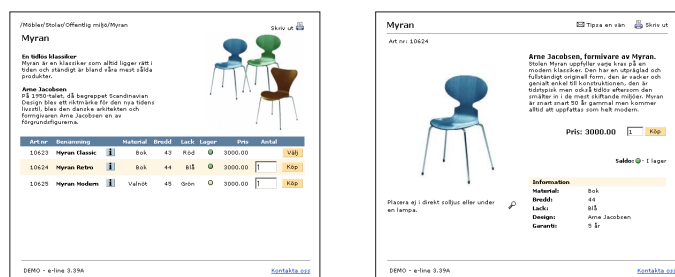 /Möbler/Stolar/Offentlig miljö/Myran
Skriv ut
Myran
En tidlös klassiker
Myran är en klassiker som alltid ligger rätt i
tiden och ständigt är bland våra mest sålda
produkter.
Arne Jacobsen
På 1950-talet, då begreppet Scandinavian
Design blev ett riktmärke för den nya tidens
livsstil, blev den danske arkitekten och
formgivaren Arne Jacobsen en av
förgrundsfigurerna.
Art nr Benämning Material Bredd Lack Lager Pris Antal
10623 Myran Classic i Bok 43 Röd 3000.00 Välj
10624 Myran Retro i Bok 44 Blå 3000.00 1 Köp
10625 Myran Modern i Valnöt 45 Grön 3000.00 1 Köp
DEMO - e-line 3.39A
Kontakta oss
Myran
Tipsa en vän Skriv ut
Art nr: 10624
Arne Jacobsen, formivare av Myran.
Stolen Myran uppfyller varje krav på en
modern klassiker. Den har en utpräglad och
fullständigt originell form, den är vacker och
genialt enkel till konstruktionen, den är
tidstypisk men också tidlös eftersom den
smälter in i de mest skiftande miljöer. Myran
är snart snart 50 år gammal men kommer
alltid att uppfattas som helt modern.
Pris: 3000.00 1 Köp
Saldo: - I lager
Placera ej i direkt solljus eller under
en lampa.
Information
Material: Bok
Bredd: 44
Lack: Blå
Design: Arne Jacobsen
Garanti: 5 år
DEMO - e-line 3.39A
Kontakta oss